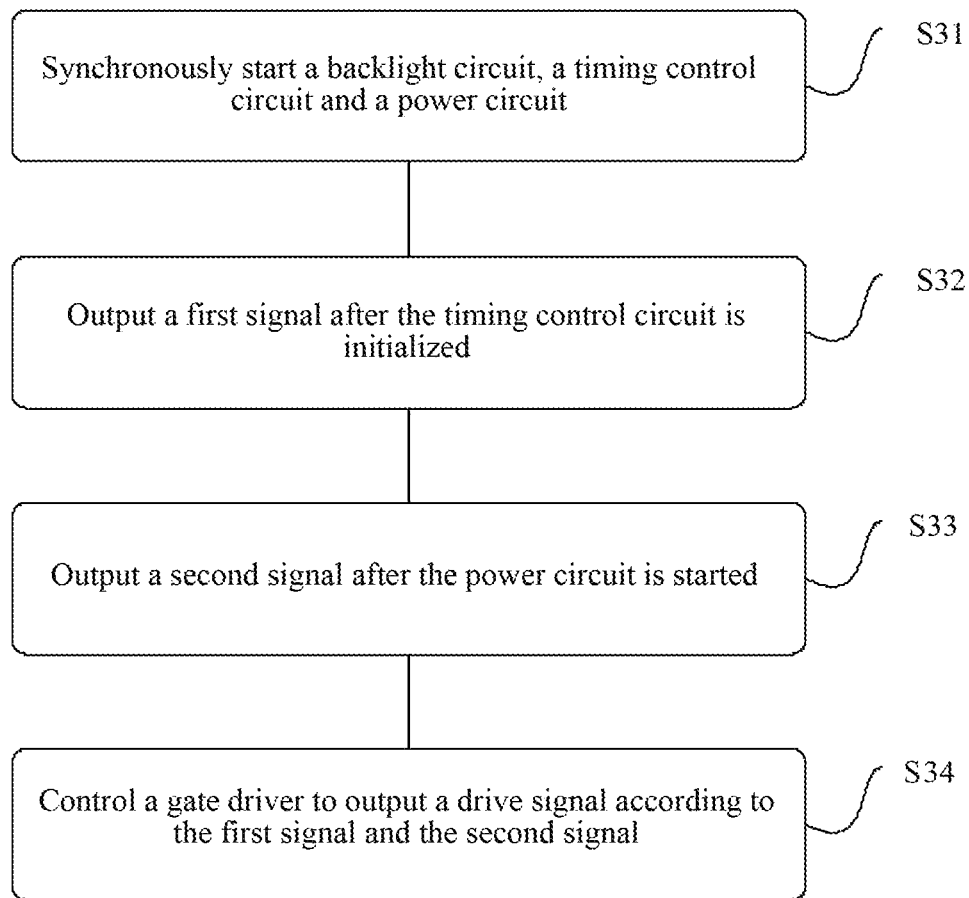 S31
Synchronously start a backlight circuit, a timing control
circuit and a power circuit
S32
Output a first signal after the timing control circuit is
initialized
S33
Output a second signal after the power circuit is started
S34
Control a gate driver to output a drive signal according to
the first signal and the second signal